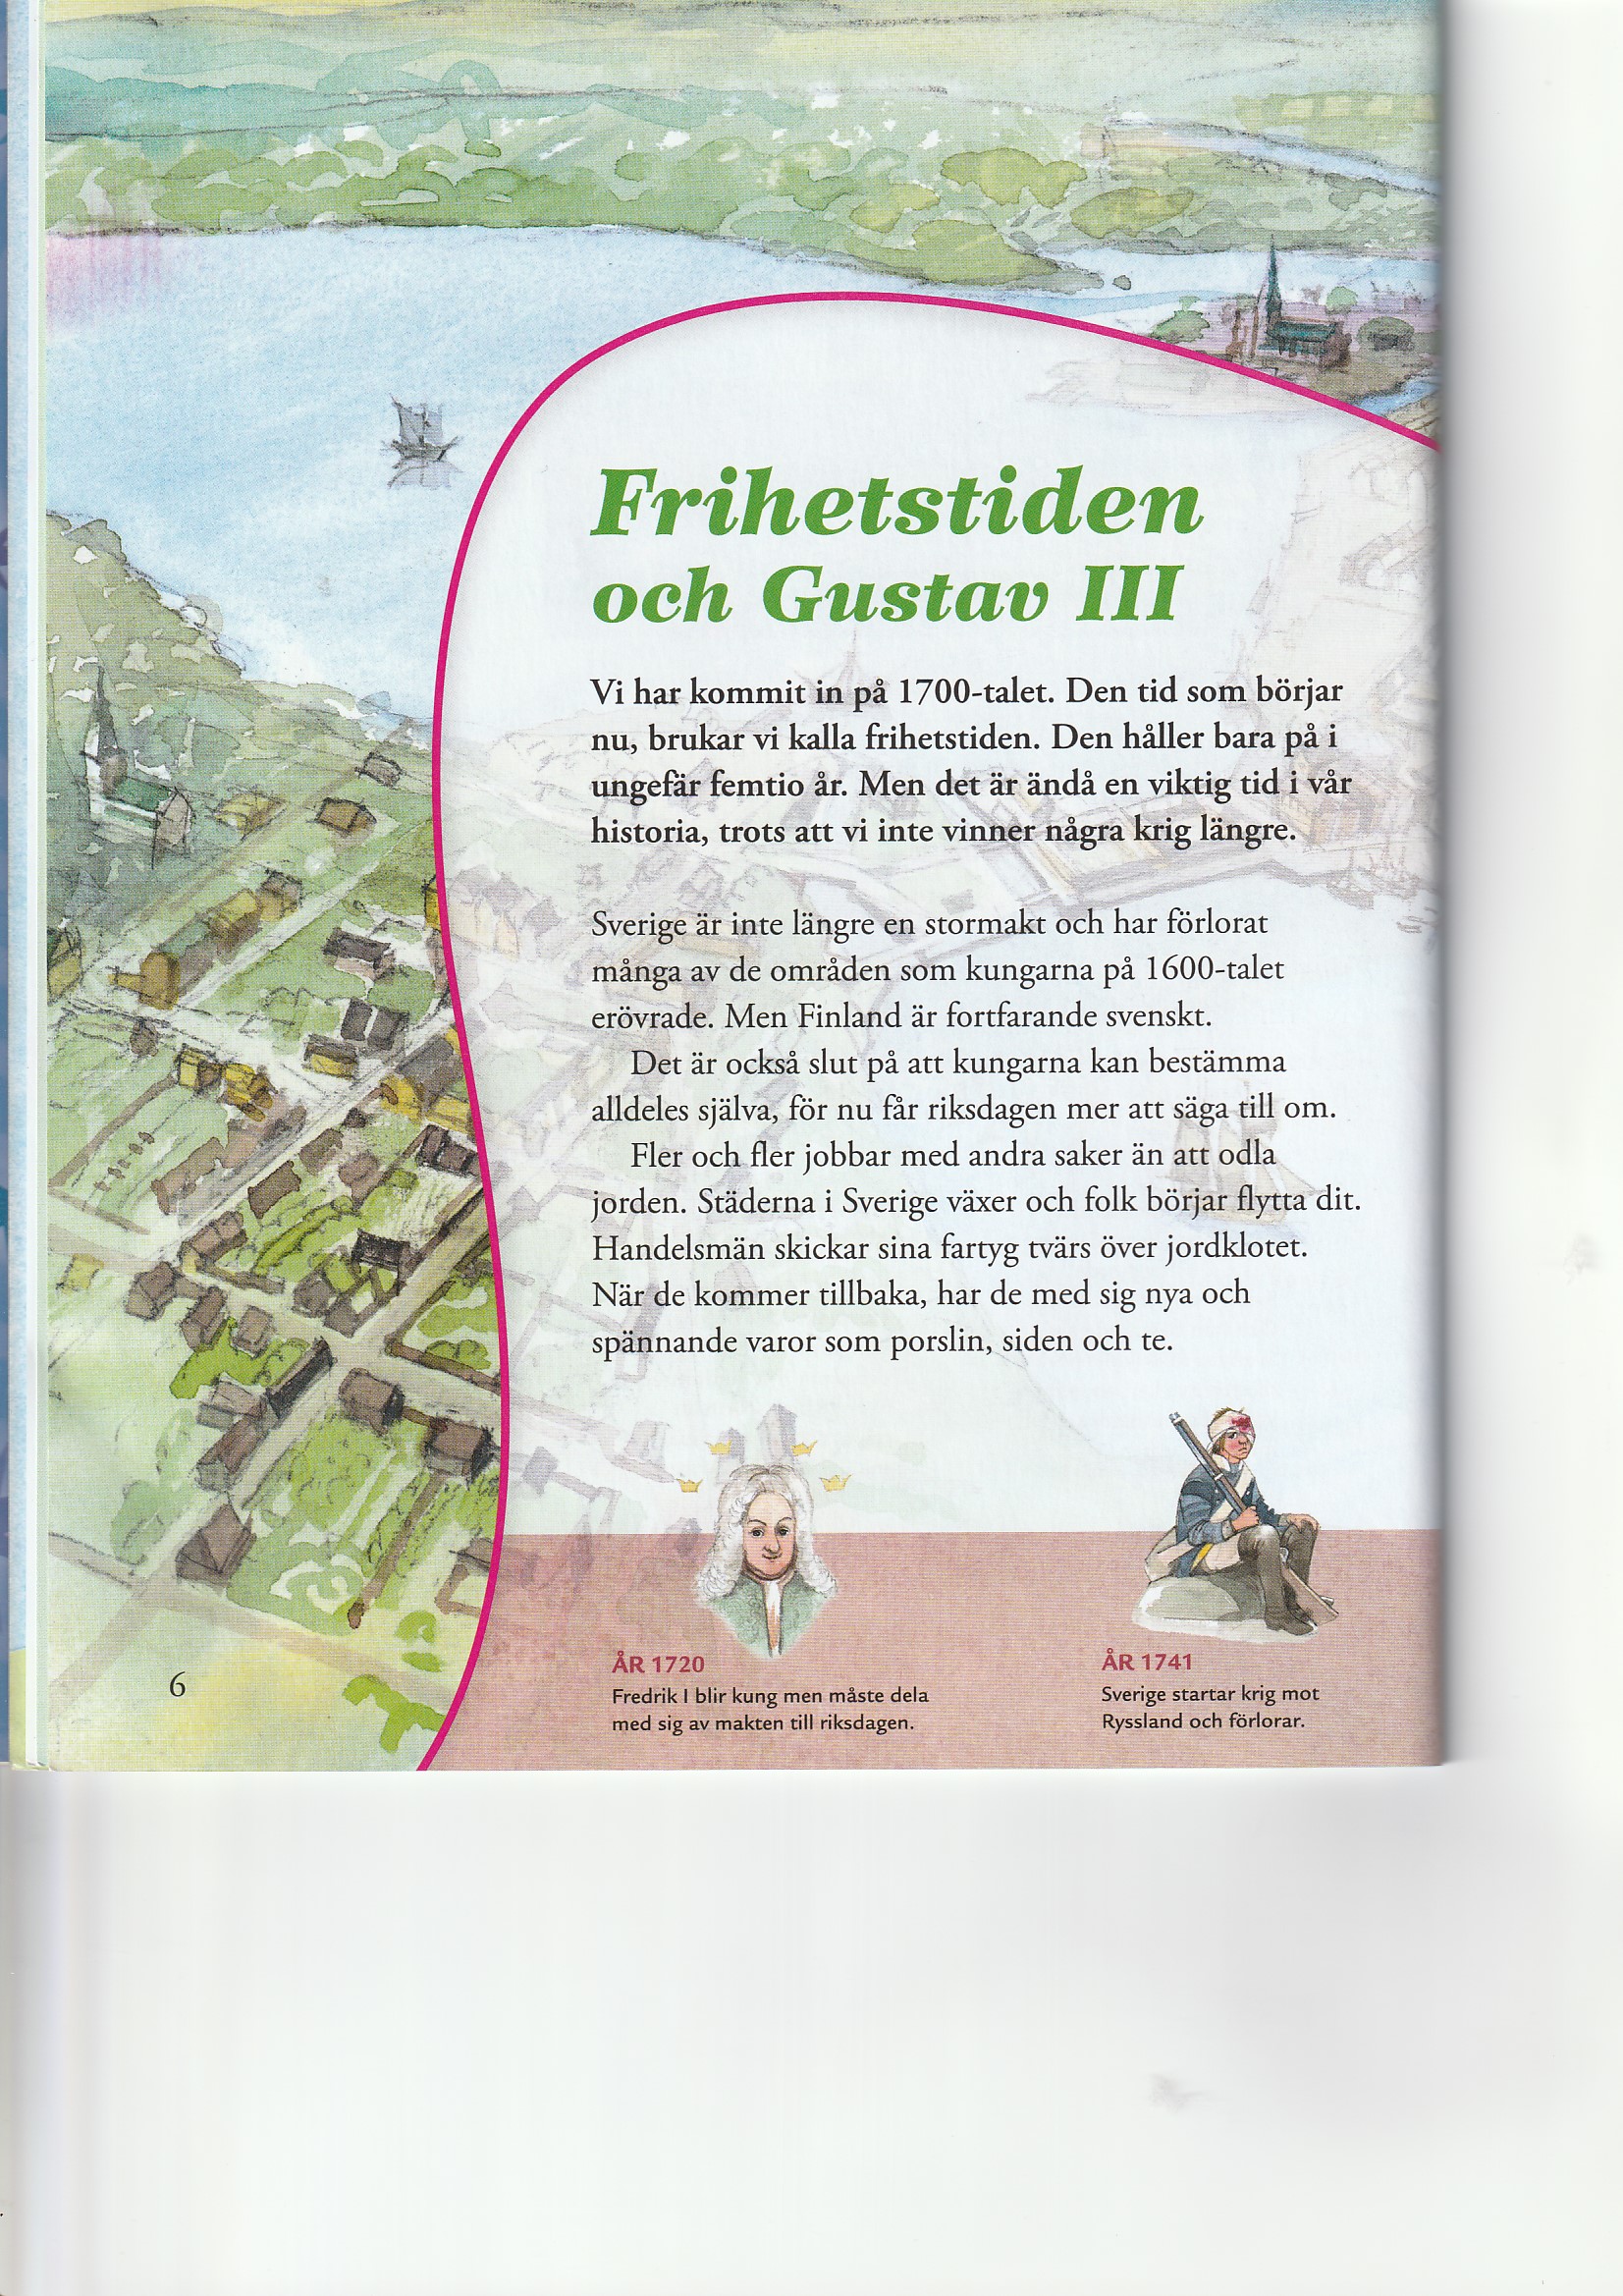 Frihetstiden
och Gustav III
Vi har kommit in på 1700-talet. Den tid som börjar
nu, brukar vi kalla frihetstiden. Den håller bara på i
ungefär femtio år. Men det är ändå en viktig tid i vår
historia, trots att vi inte vinner några krig längre.
Sverige är inte längre en stormakt och har förlorat
många av de områden som kungarna på 1600-talet
erövrade. Men Finland är fortfarande svenskt.
Det är också slut på att kungarna kan bestämma
alldeles själva, för nu får riksdagen mer att säga till om.
Fler och fler jobbar med andra saker än att odla
jorden. Städerna i Sverige växer och folk börjar flytta dit.
Handelsmän skickar sina fartyg tvärs över jordklotet.
När de kommer tillbaka, har de med sig nya och
spännande varor som porslin, siden och te.
ÅR 1720
Fredrik I blir kung men måste dela
med sig av makten till riksdagen.
ÅR 1741
Sverige startar krig mot
Ryssland och förlorar.
6